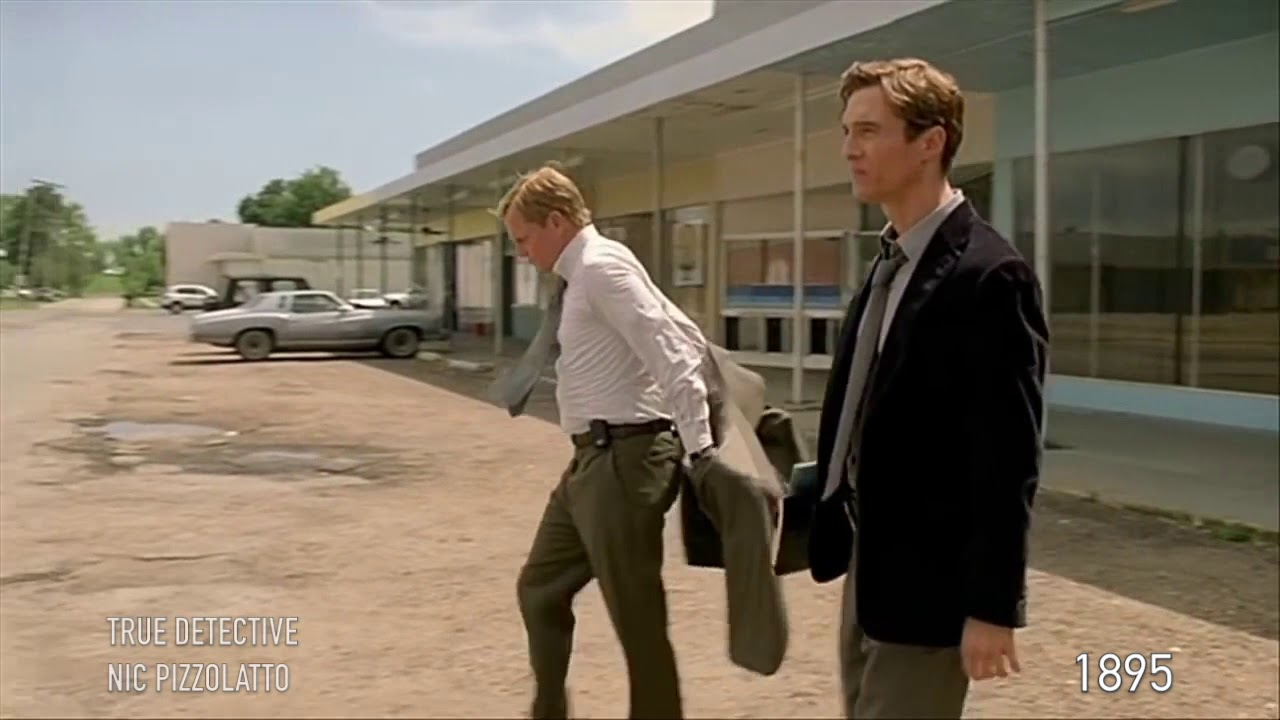 TRUE DETECTIVE
NIC PIZZOLATTO
1895